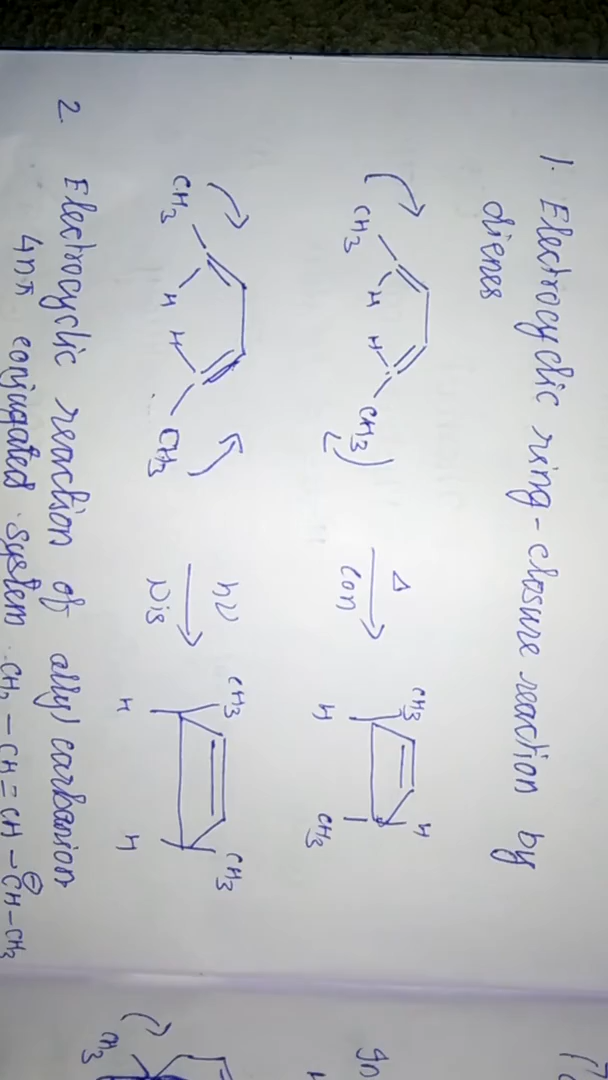 1. Electrocyclic ring-closure reaction by
dienes
CH3 H H CH3
Δ
Con
CH3 H H CH3
CH3 H H CH3
hν
Dis
CH3 H H CH3
2 Electrocyclic reaction of allyl carbanion
4nπ conjugated system CH2 - CH = CH - CH - CH3
⊖
CH3